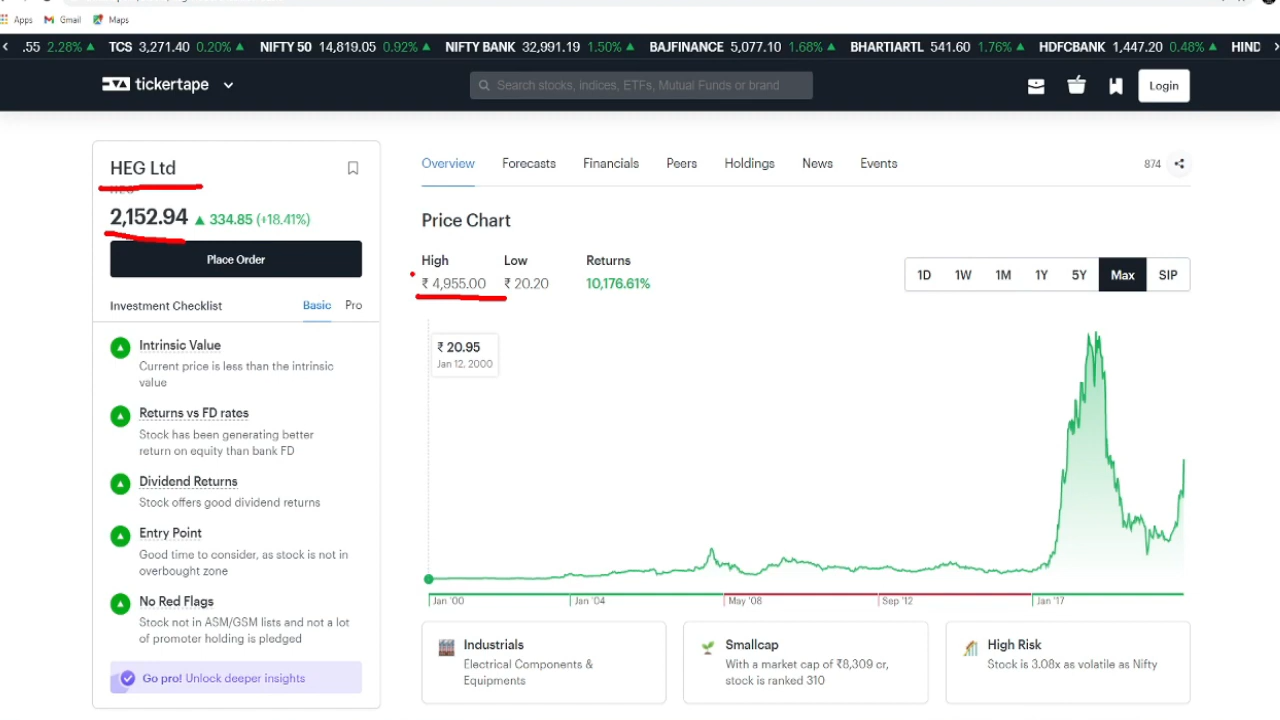 Apps Gmail Maps
.55 2.28% ▲ TCS 3,271.40 0.20% ▲ NIFTY 50 14,819.05 0.92% ▲ NIFTY BANK 32,991.19 1.50% ▲ BAJFINANCE 5,077.10 1.68% ▲ BHARTIARTL 541.60 1.76% ▲ HDFCBANK 1,447.20 0.48% ▲ HIND
tickertape
Search stocks, indices, ETFs, Mutual Funds or brand
Login
HEG Ltd
HEG
2,152.94 ▲ 334.85 (+18.41%)
Place Order
Investment Checklist Basic Pro
Intrinsic Value
Current price is less than the intrinsic
value
Returns vs FD rates
Stock has been generating better
return on equity than bank FD
Dividend Returns
Stock offers good dividend returns
Entry Point
Good time to consider, as stock is not in
overbought zone
No Red Flags
Stock not in ASM/GSM lists and not a lot
of promoter holding is pledged
Go pro! Unlock deeper insights
Overview Forecasts Financials Peers Holdings News Events
874
Price Chart
High Low Returns
₹ 4,955.00 ₹ 20.20 10,176.61%
1D 1W 1M 1Y 5Y Max SIP
₹ 20.95
Jan 12, 2000
Jan '00 Jan '04 May '08 Sep '12 Jan '17
Industrials
Electrical Components &
Equipments
Smallcap
With a market cap of ₹8,309 cr,
stock is ranked 310
High Risk
Stock is 3.08x as volatile as Nifty